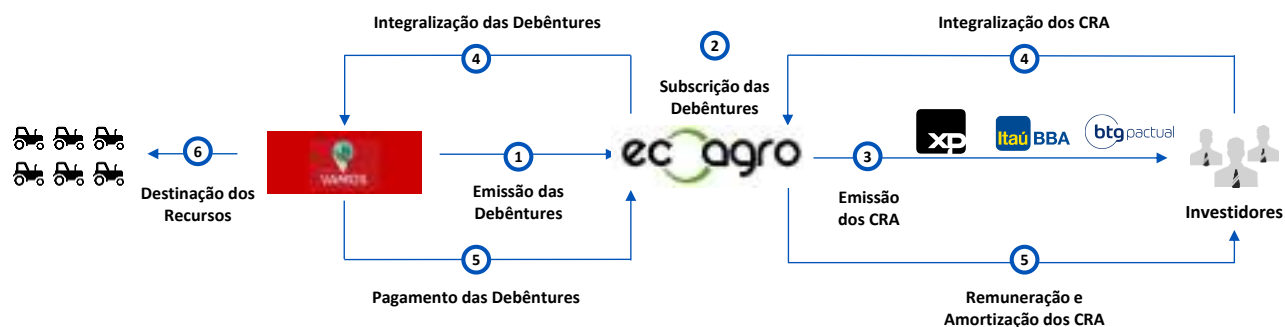 Integralização das Debêntures
Integralização dos CRA
4
2
4
Subscrição das
Debêntures
xp
Itaú BBA
btg pactual
VAMOS
6
1
ecoagro
3
Destinação dos
Recursos
Emissão das
Debêntures
Emissão
dos CRA
Investidores
5
5
Pagamento das Debêntures
Remuneração e
Amortização dos CRA